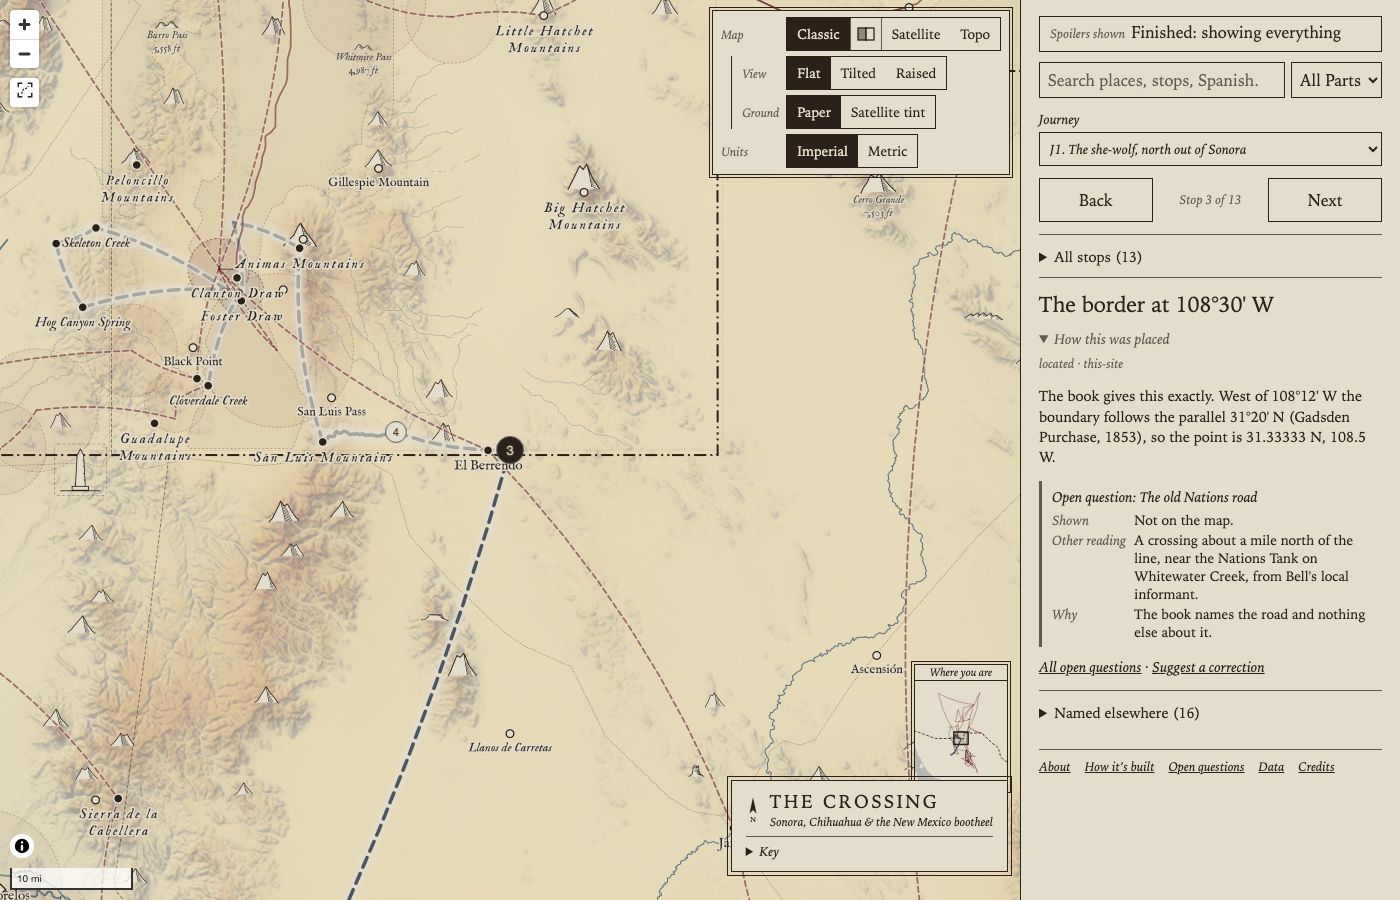 +
−
Burro Pass
5,558 ft
Whitmire Pass
4,987 ft
Little Hatchet
Mountains
Map
Classic
Satellite
Topo
View
Flat
Tilted
Raised
Ground
Paper
Satellite tint
Units
Imperial
Metric
Peloncillo
Mountains
Gillespie Mountain
Big Hatchet
Mountains
Cerro Grande
Skeleton Creek
Animas Mountains
Clanton Draw
Foster Draw
Hog Canyon Spring
Black Point
Cloverdale Creek
San Luis Pass
Guadalupe
Mountains
San Luis Mountains
4
3
El Berrendo
Ascensión
Llanos de Carretas
Sierra de la
Cabellera
Where you are
THE CROSSING
N
Sonora, Chihuahua & the New Mexico bootheel
Key
10 mi
Spoilers shown Finished: showing everything
Search places, stops, Spanish.
All Parts
Journey
J1. The she-wolf, north out of Sonora
Back
Stop 3 of 13
Next
All stops (13)
The border at 108°30' W
How this was placed
located · this-site
The book gives this exactly. West of 108°12' W the
boundary follows the parallel 31°20' N (Gadsden
Purchase, 1853), so the point is 31.33333 N, 108.5
W.
Open question: The old Nations road
Shown Not on the map.
Other reading A crossing about a mile north of the
line, near the Nations Tank on
Whitewater Creek, from Bell's local
informant.
Why The book names the road and nothing
else about it.
All open questions · Suggest a correction
Named elsewhere (16)
About How it's built Open questions Data Credits